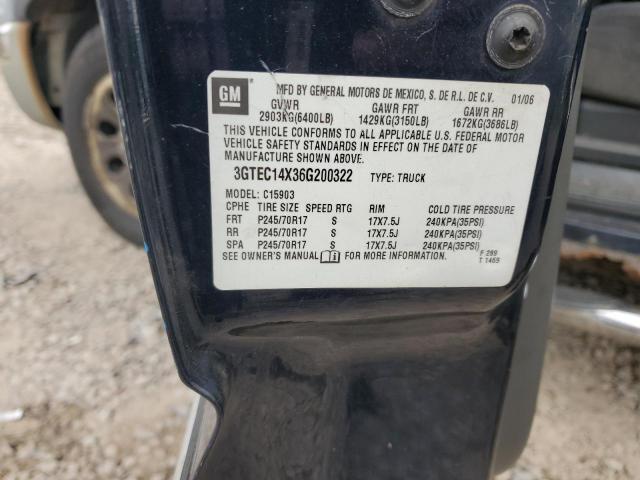 GM
MFD BY GENERAL MOTORS DE MEXICO, S. DE R.L. DE C.V. 01/06
GVWR GAWR FRT GAWR RR
2903KG(6400LB) 1429KG(3150LB) 1672KG(3686LB)
THIS VEHICLE CONFORMS TO ALL APPLICABLE U.S. FEDERAL MOTOR
VEHICLE SAFETY STANDARDS IN EFFECT ON THE DATE OF
MANUFACTURE SHOWN ABOVE.
3GTEC14X36G200322 TYPE: TRUCK
MODEL: C15903
CPHE TIRE SIZE SPEED RTG RIM COLD TIRE PRESSURE
FRT P245/70R17 S 17X7.5J 240KPA(35PSI)
RR P245/70R17 S 17X7.5J 240KPA(35PSI)
SPA P245/70R17 S 17X7.5J 240KPA(35PSI)
SEE OWNER'S MANUAL FOR MORE INFORMATION.
F 289
T 1469